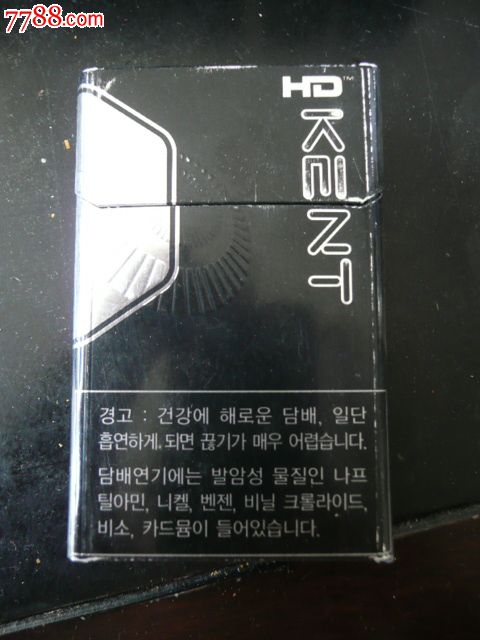 7788.com
HD™
KENT
경고 : 건강에 해로운 담배, 일단
흡연하게 되면 끊기가 매우 어렵습니다.
담배연기에는 발암성 물질인 나프
틸아민, 니켈, 벤젠, 비닐 크롤라이드,
비소, 카드뮴이 들어있습니다.